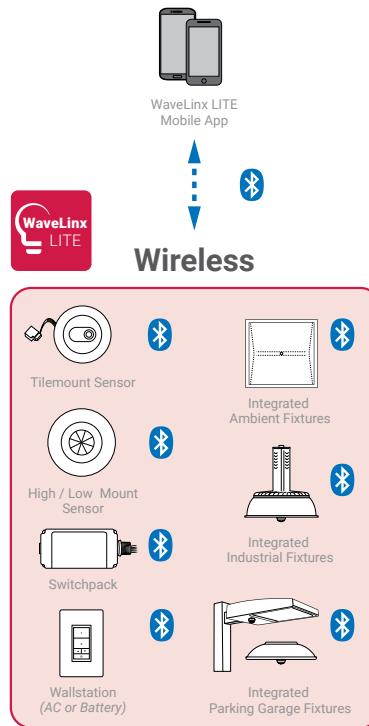 WaveLinx LITE
Mobile App
WaveLinx
LITE
Wireless
Tilemount Sensor
Integrated
Ambient Fixtures
High / Low Mount
Sensor
Integrated
Industrial Fixtures
Switchpack
Wallstation
(AC or Battery)
Integrated
Parking Garage Fixtures